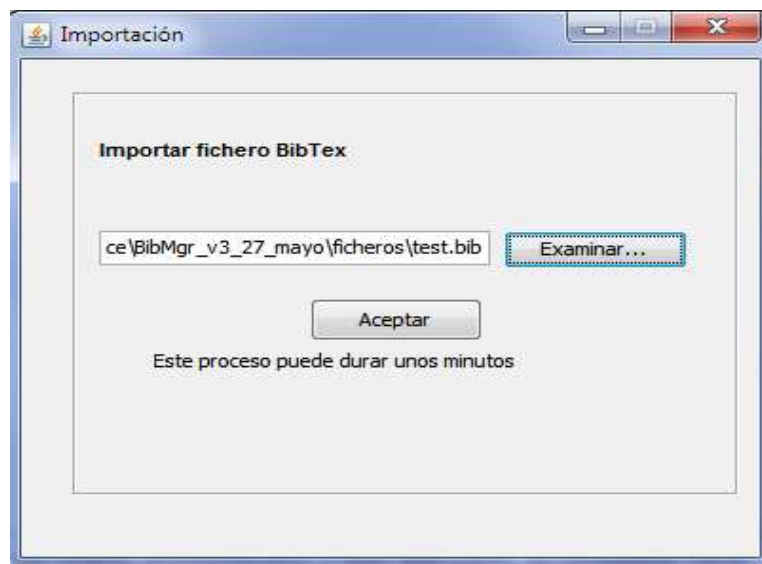 Importación
Importar fichero BibTex
ce\BibMgr_v3_27_mayo\ficheros\test.bib
Examinar...
Aceptar
Este proceso puede durar unos minutos